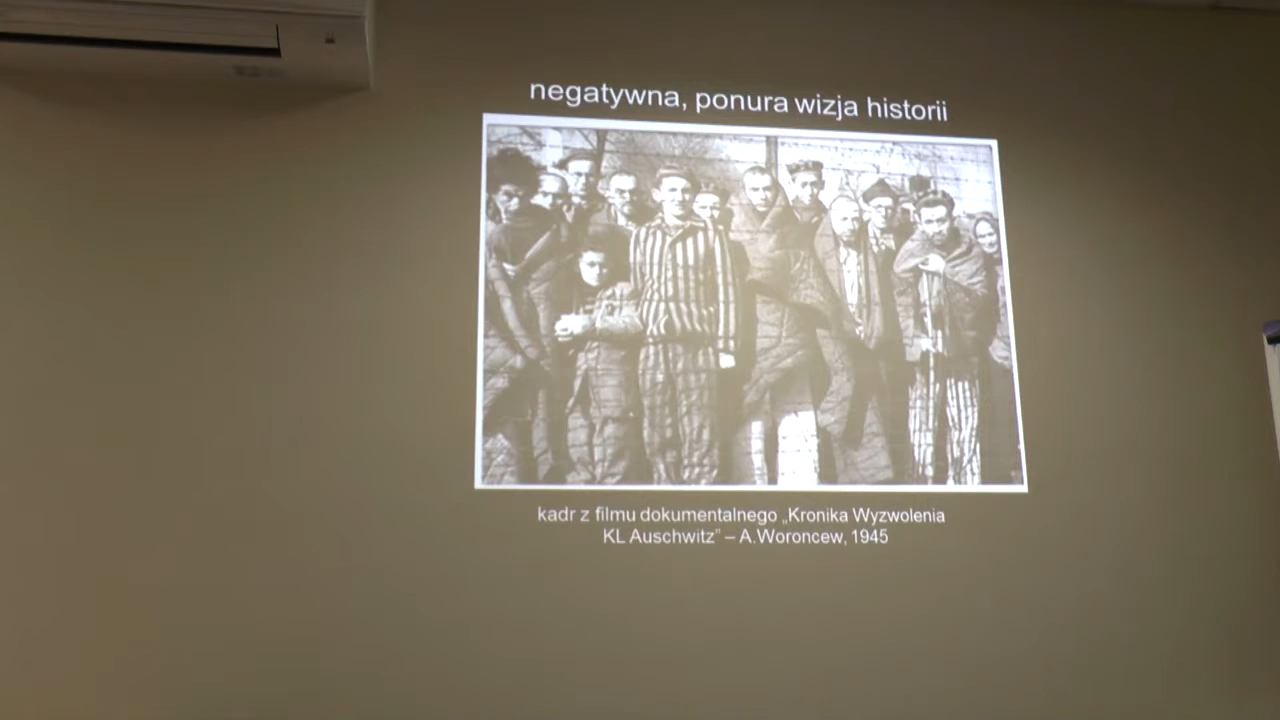 negatywna, ponura wizja historii
kadr z filmu dokumentalnego „Kronika Wyzwolenia
KL Auschwitz” – A.Woroncew, 1945